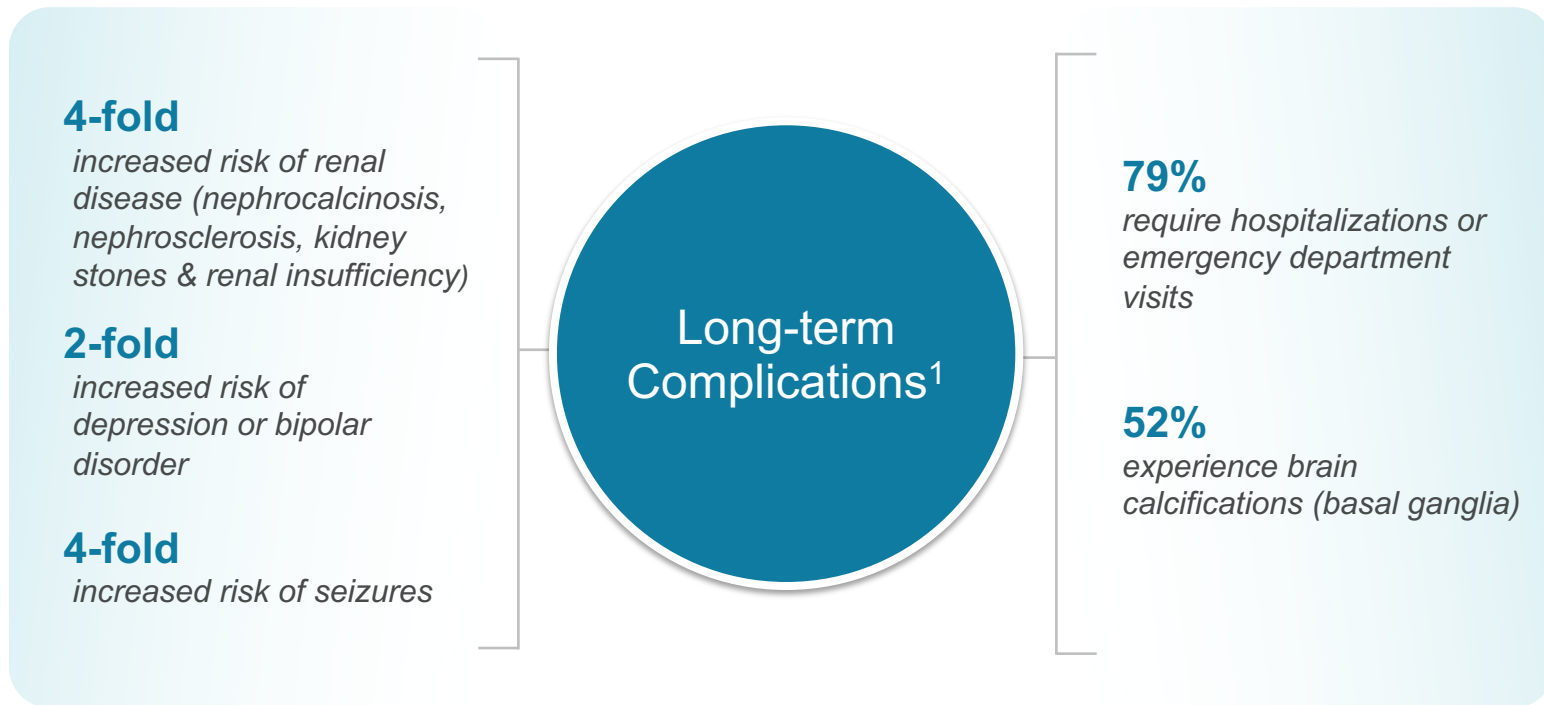 4-fold
increased risk of renal
disease (nephrocalcinosis,
nephrosclerosis, kidney
stones & renal insufficiency)
2-fold
increased risk of
depression or bipolar
disorder
4-fold
increased risk of seizures
Long-term
Complications¹
79%
require hospitalizations or
emergency department
visits
52%
experience brain
calcifications (basal ganglia)